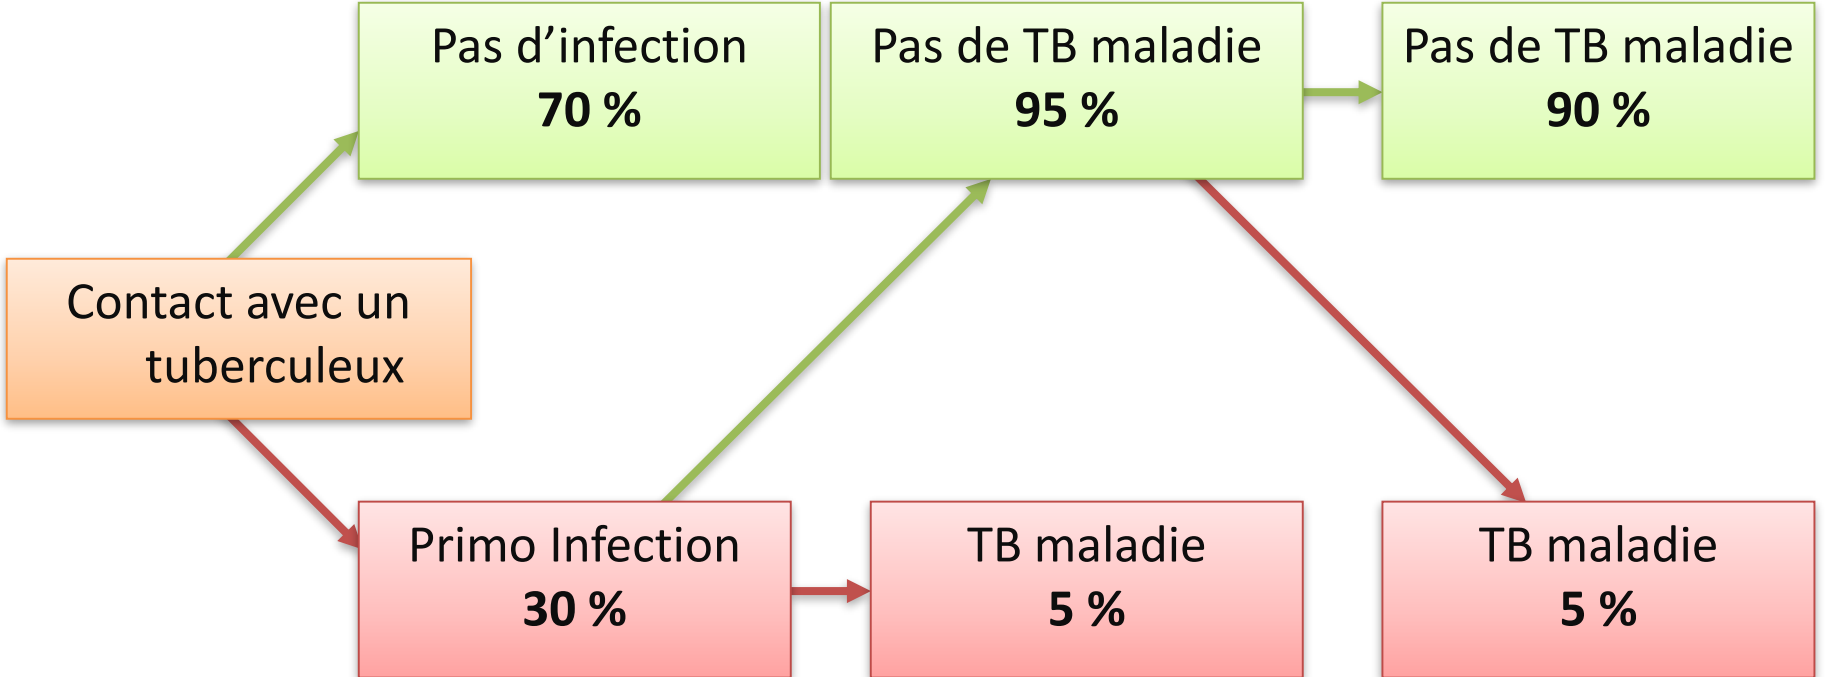 Pas d’infection
70 %
Pas de TB maladie
95 %
Pas de TB maladie
90 %
Contact avec un
tuberculeux
Primo Infection
30 %
TB maladie
5 %
TB maladie
5 %